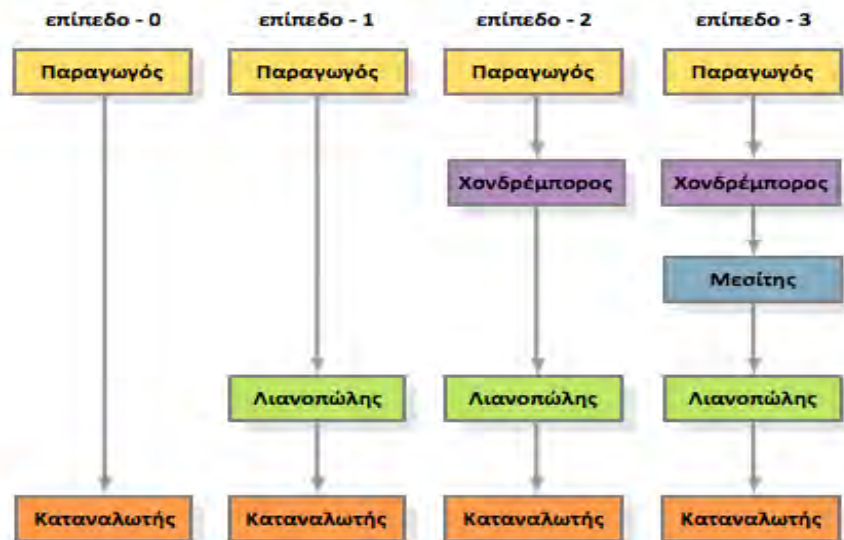 επίπεδο - 0 επίπεδο - 1 επίπεδο - 2 επίπεδο - 3
Παραγωγός Παραγωγός Παραγωγός Παραγωγός
Χονδρέμπορος Χονδρέμπορος
Μεσίτης
Λιανοπώλης Λιανοπώλης Λιανοπώλης
Καταναλωτής Καταναλωτής Καταναλωτής Καταναλωτής